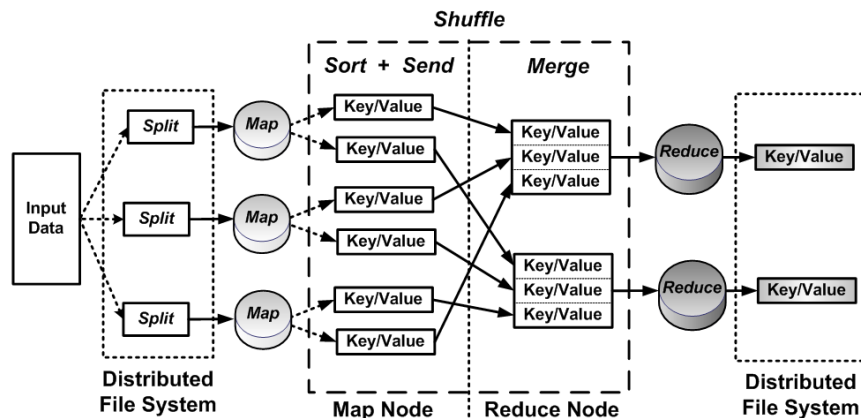 Shuffle
Sort + Send
Merge
Input
Data
Split
Split
Split
Map
Map
Map
Key/Value
Key/Value
Key/Value
Key/Value
Key/Value
Key/Value
Key/Value
Key/Value
Key/Value
Key/Value
Key/Value
Key/Value
Reduce
Reduce
Key/Value
Key/Value
Distributed
File System
Map Node
Reduce Node
Distributed
File System